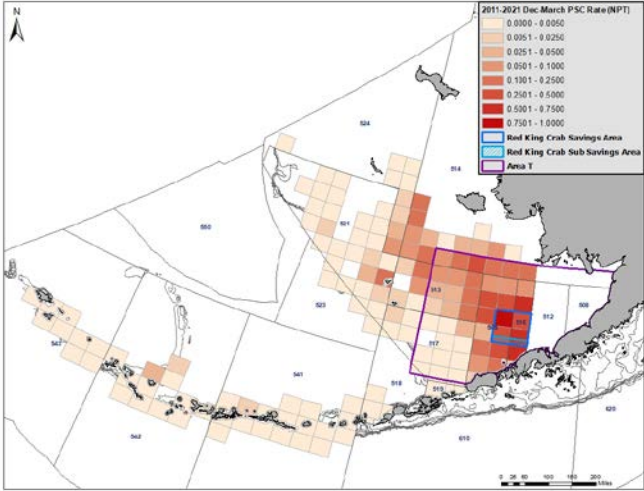 N
2011-2021 Dec-March PSC Rate (NPT)
0.0000 - 0.0050
0.0051 - 0.0250
0.0251 - 0.0500
0.0501 - 0.1000
0.1001 - 0.2500
0.2501 - 0.5000
0.5001 - 0.7500
0.7501 - 1.0000
Red King Crab Savings Area
Red King Crab Sub Savings Area
Area T
524
514
521
550
513
508
512
523
517
541
518
519
542
610
620
0 25 50 100 150 200
Miles